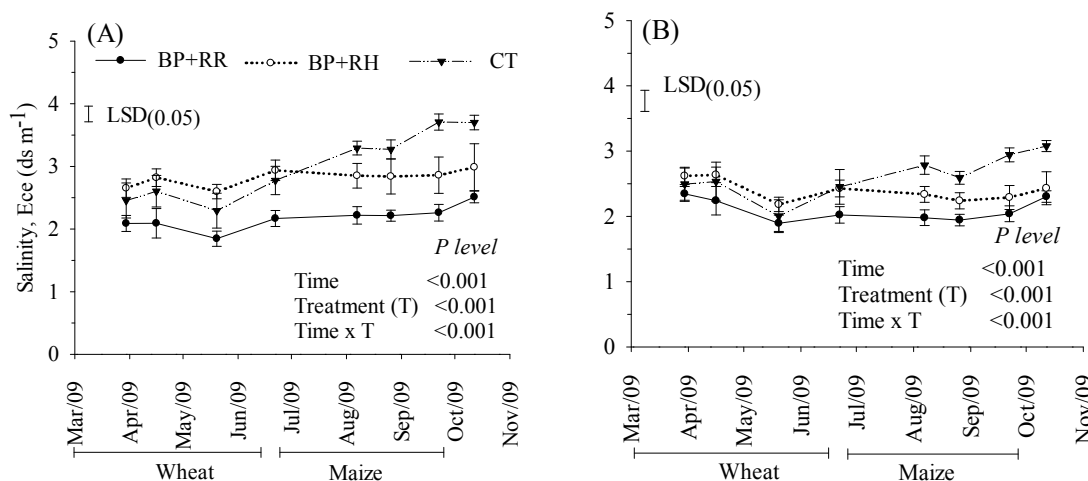 (A)
BP+RR BP+RH CT
LSD(0.05)
Salinity, Ece (ds m-1)
5
4
3
2
1
0
P level
Time <0.001
Treatment (T) <0.001
Time x T <0.001
Mar/09 Apr/09 May/09 Jun/09 Jul/09 Aug/09 Sep/09 Oct/09 Nov/09
Wheat Maize
(B)
LSD(0.05)
5
4
3
2
1
0
P level
Time <0.001
Treatment (T) <0.001
Time x T <0.001
Mar/09 Apr/09 May/09 Jun/09 Jul/09 Aug/09 Sep/09 Oct/09 Nov/09
Wheat Maize